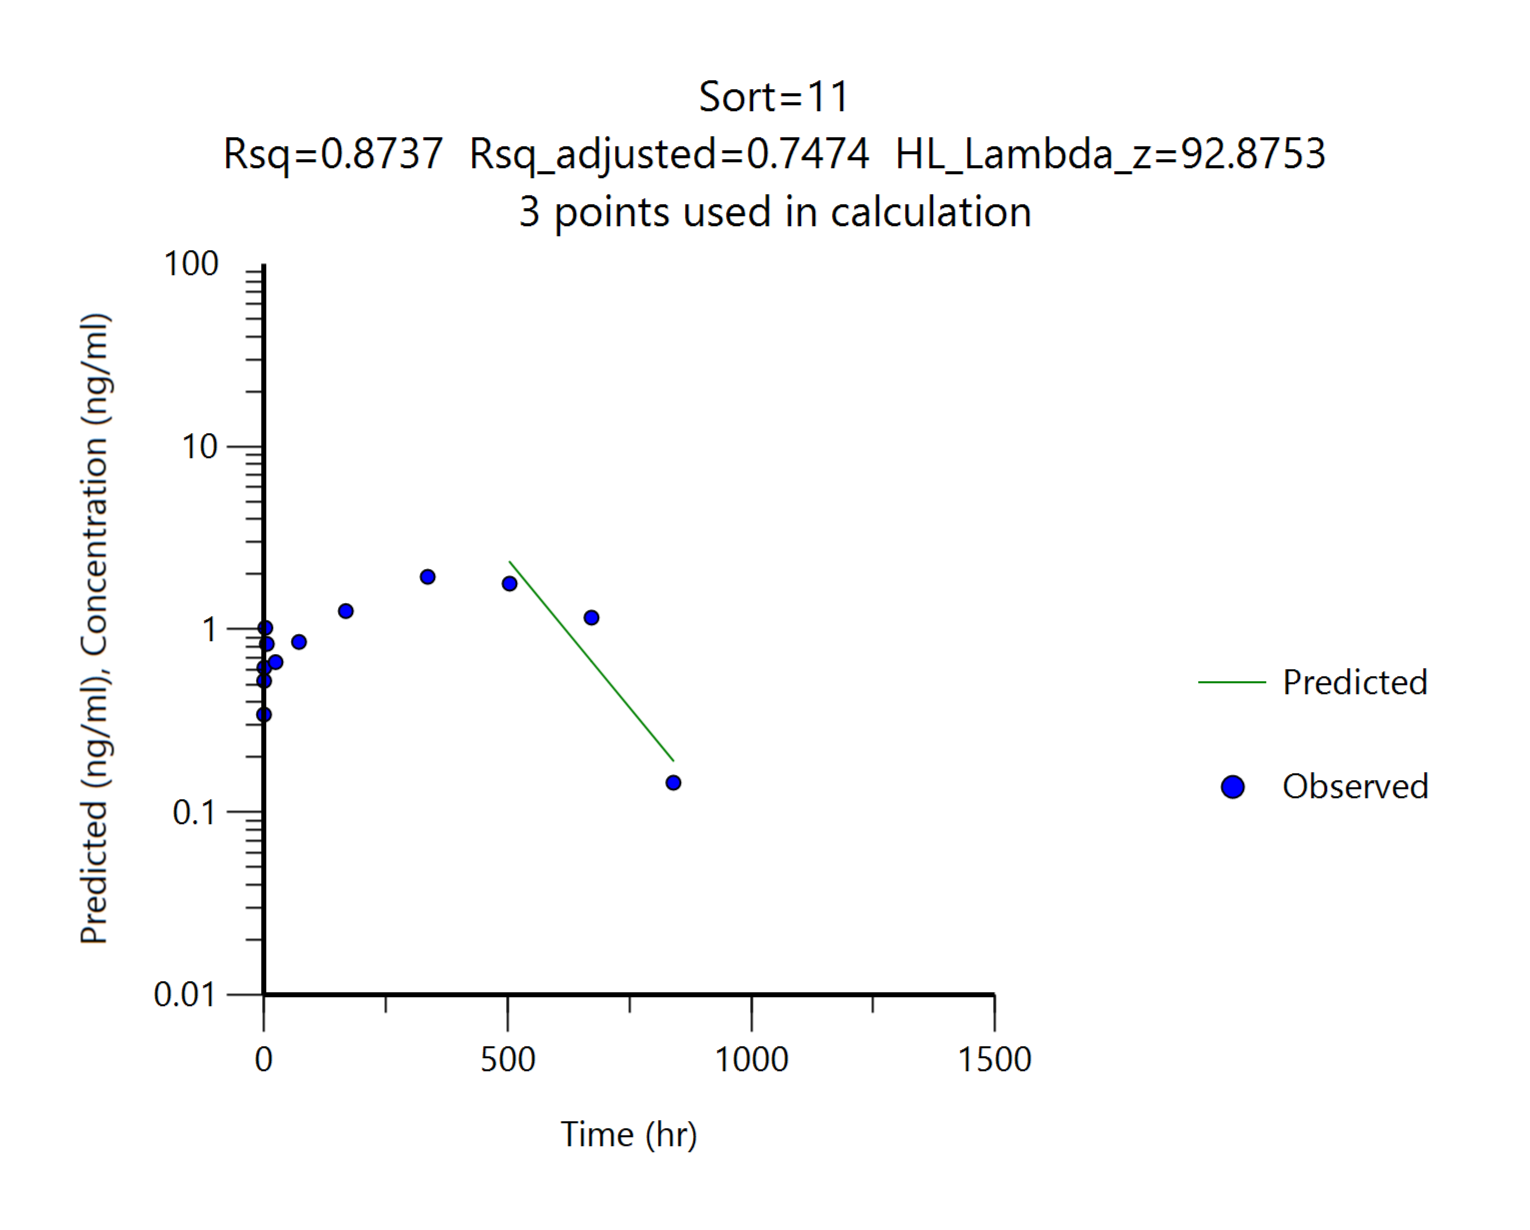 Sort=11
Rsq=0.8737 Rsq_adjusted=0.7474 HL_Lambda_z=92.8753
3 points used in calculation
Predicted (ng/ml), Concentration (ng/ml)
100
10
1
0.1
0.01
0 500 1000 1500
Time (hr)
Predicted
Observed